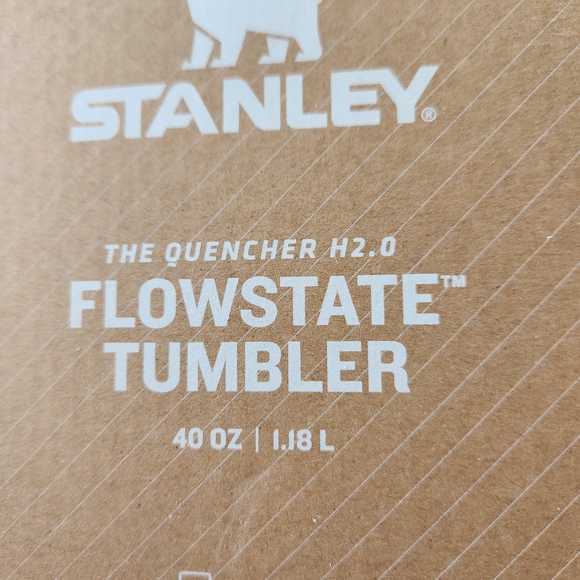 STANLEY®
THE QUENCHER H2.0
FLOWSTATE™
TUMBLER
40 OZ | 1.18 L